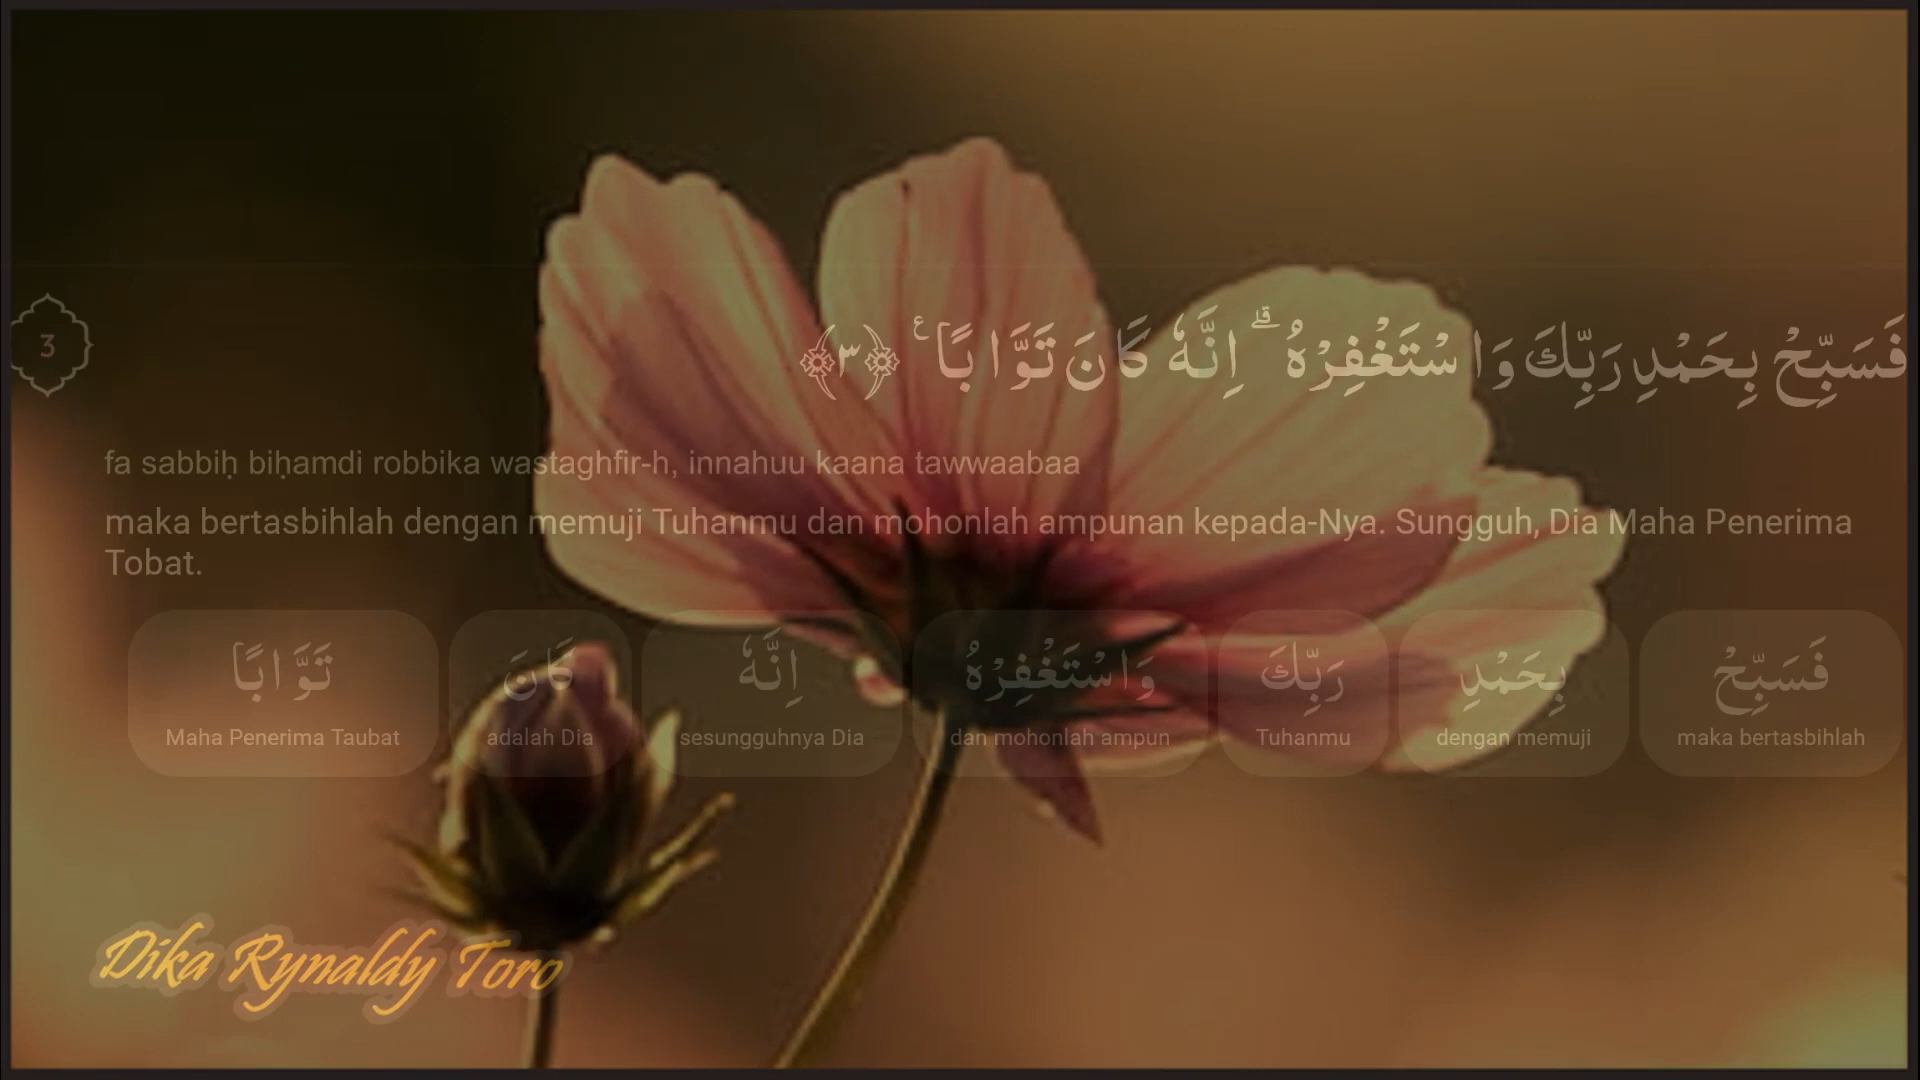 3
فَسَبِّحْ بِحَمْدِ رَبِّكَ وَاسْتَغْفِرْهُۗ اِنَّهٗ كَانَ تَوَّابًا ࣖ ﴿٣﴾
fa sabbiḥ biḥamdi robbika wastaghfir-h, innahuu kaana tawwaabaa
maka bertasbihlah dengan memuji Tuhanmu dan mohonlah ampunan kepada-Nya. Sungguh, Dia Maha Penerima
Tobat.
فَسَبِّحْ بِحَمْدِ رَبِّكَ وَاسْتَغْفِرْهُ اِنَّهٗ كَانَ تَوَّابًا
Maha Penerima Taubat adalah Dia sesungguhnya Dia dan mohonlah ampun Tuhanmu dengan memuji maka bertasbihlah
Dika Rynaldy Toro